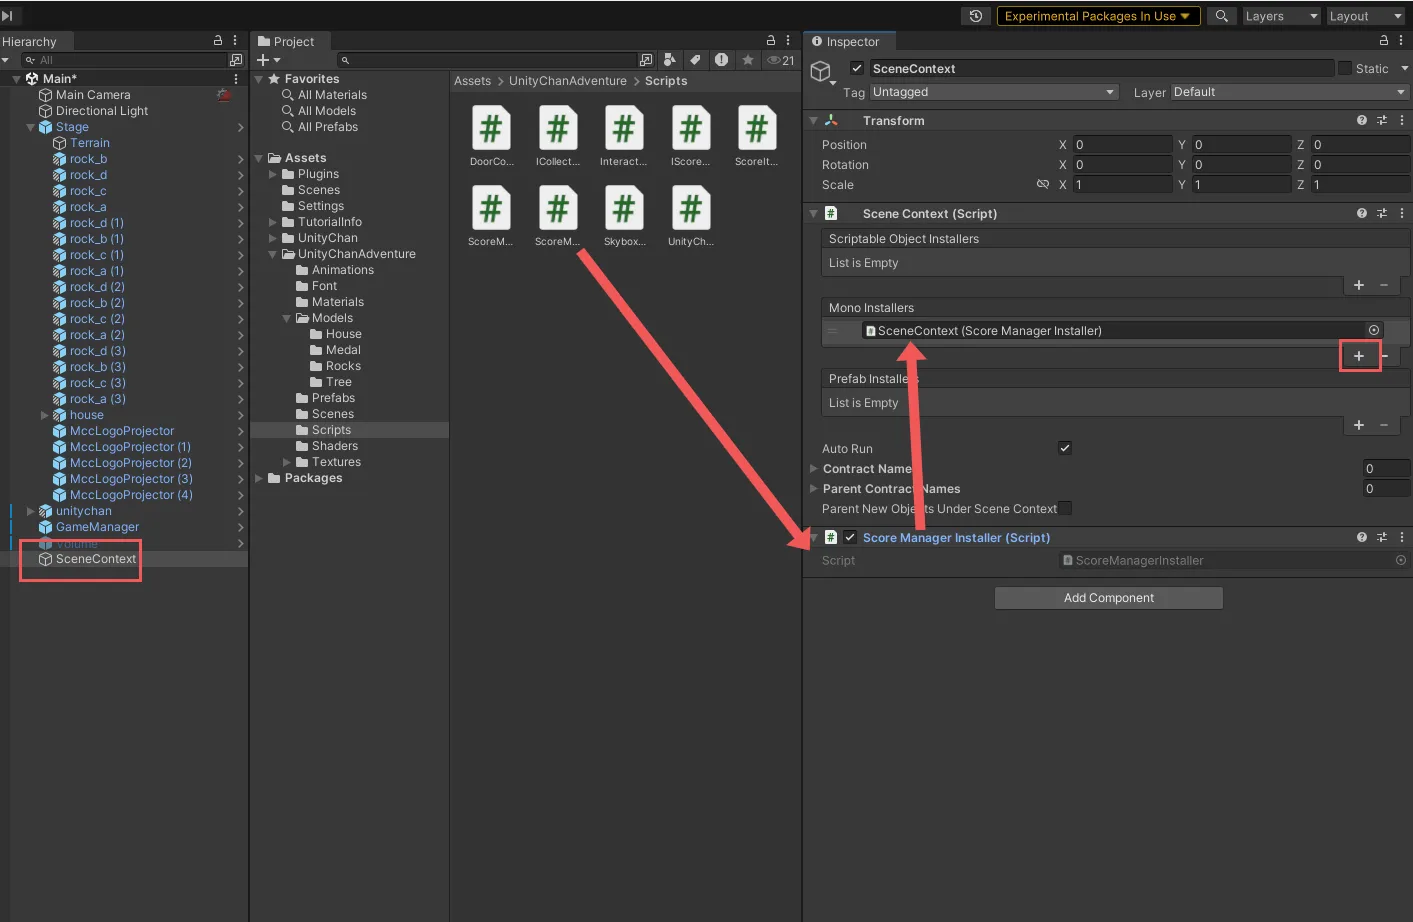 Experimental Packages In Use
Layers
Layout
Hierarchy
All
Main*
Main Camera
Directional Light
Stage
Terrain
rock_b
rock_d
rock_c
rock_a
rock_d (1)
rock_b (1)
rock_c (1)
rock_a (1)
rock_d (2)
rock_b (2)
rock_c (2)
rock_a (2)
rock_d (3)
rock_b (3)
rock_c (3)
rock_a (3)
house
MccLogoProjector
MccLogoProjector (1)
MccLogoProjector (2)
MccLogoProjector (3)
MccLogoProjector (4)
unitychan
GameManager
Volume
SceneContext
Project
21
Favorites
All Materials
All Models
All Prefabs
Assets
Plugins
Scenes
Settings
TutorialInfo
UnityChan
UnityChanAdventure
Animations
Font
Materials
Models
House
Medal
Rocks
Tree
Prefabs
Scenes
Scripts
Shaders
Textures
Packages
Assets > UnityChanAdventure > Scripts
DoorCo... ICollect... Interact... IScore... ScoreIt...
ScoreM... ScoreM... Skybox... UnityCh...
Inspector
SceneContext Static
Tag Untagged Layer Default
Transform
Position X 0 Y 0 Z 0
Rotation X 0 Y 0 Z 0
Scale X 1 Y 1 Z 1
Scene Context (Script)
Scriptable Object Installers
List is Empty
Mono Installers
SceneContext (Score Manager Installer)
Prefab Installers
List is Empty
Auto Run
Contract Name 0
Parent Contract Names 0
Parent New Objects Under Scene Context
Score Manager Installer (Script)
Script ScoreManagerInstaller
Add Component